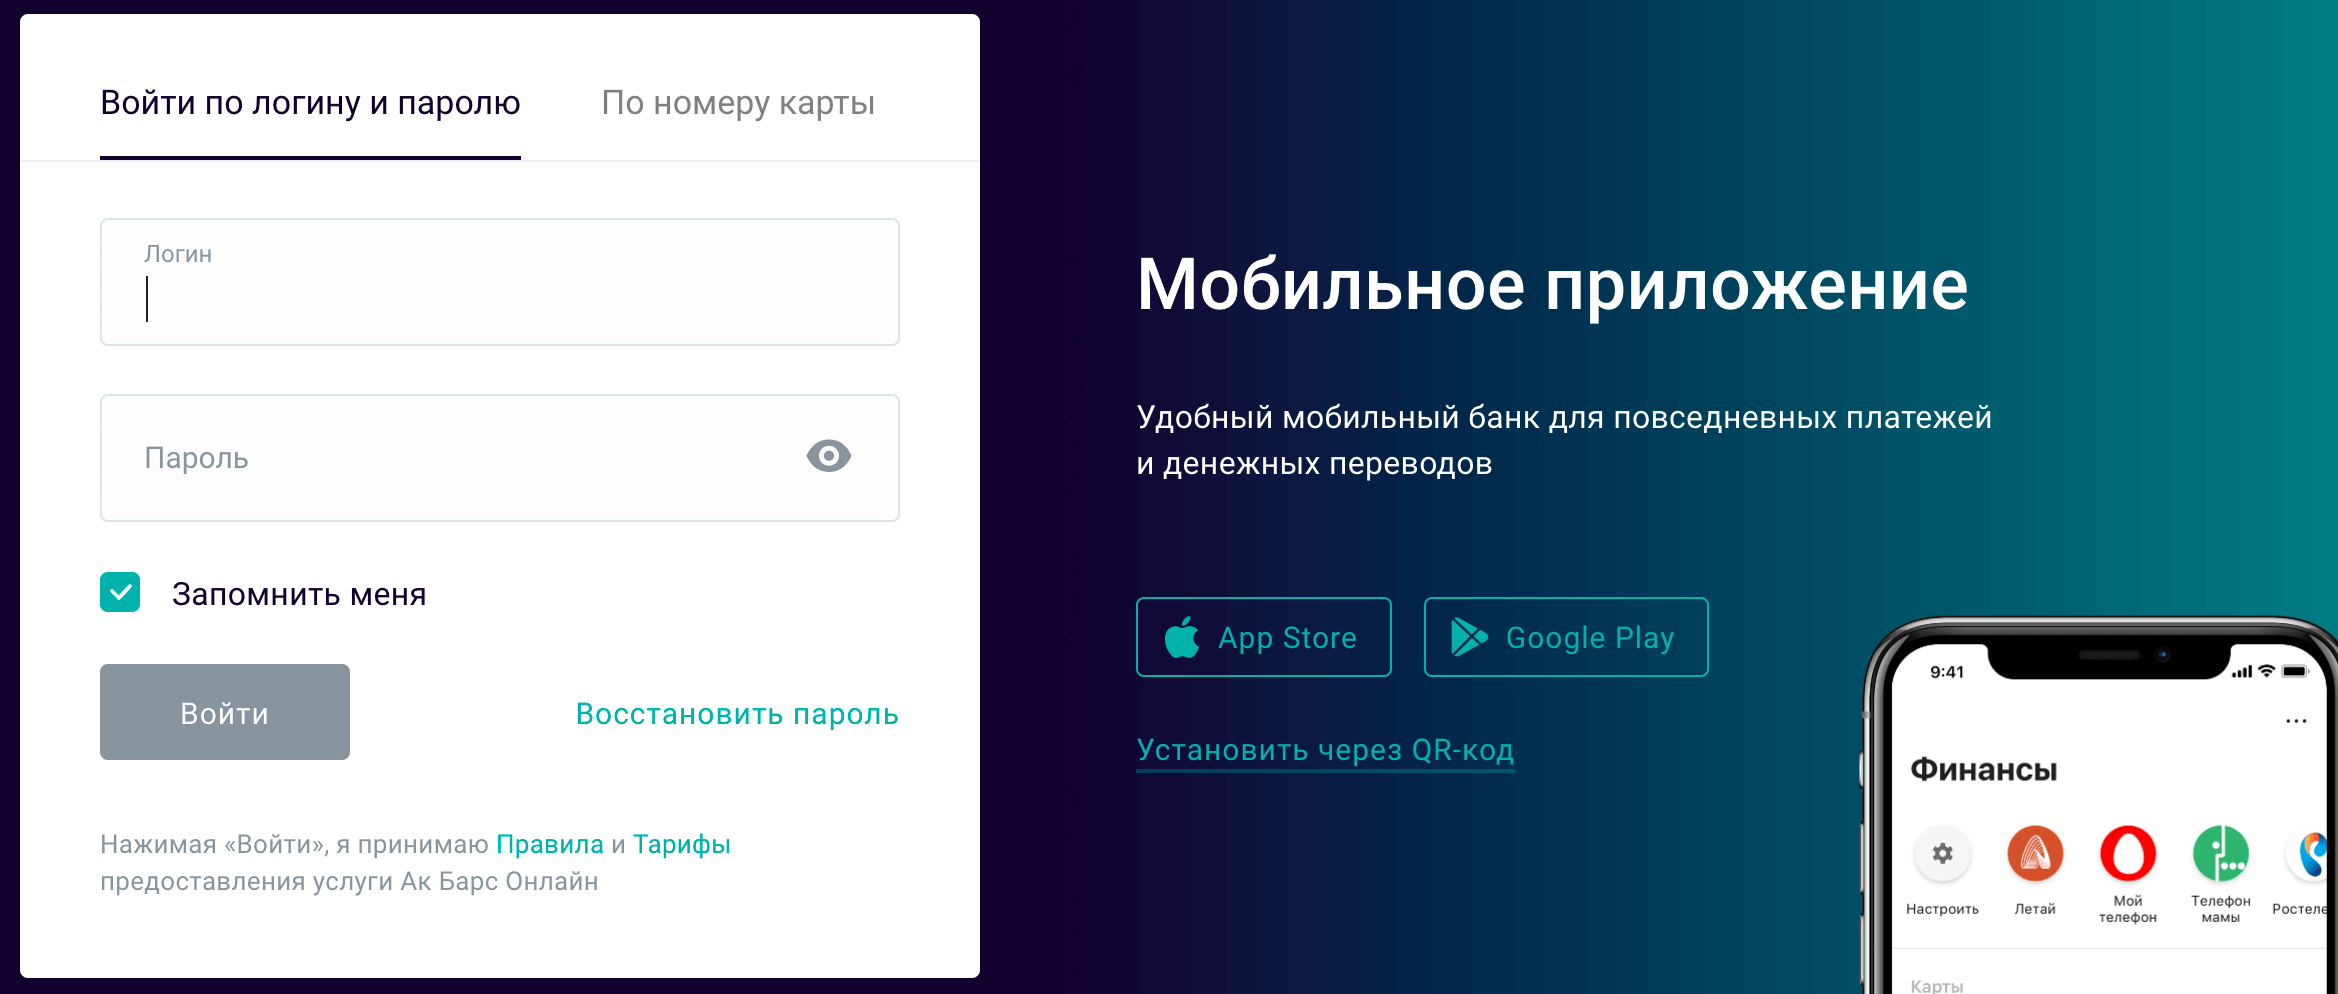 Войти по логину и паролю
По номеру карты
Логин
Пароль
Запомнить меня
Войти
Восстановить пароль
Нажимая «Войти», я принимаю Правила и Тарифы
предоставления услуги Ак Барс Онлайн
Мобильное приложение
Удобный мобильный банк для повседневных платежей
и денежных переводов
App Store
Google Play
Установить через QR-код
9:41
Финансы
Настроить
Летай
Мой
телефон
Телефон
мамы
Ростеле
Карты